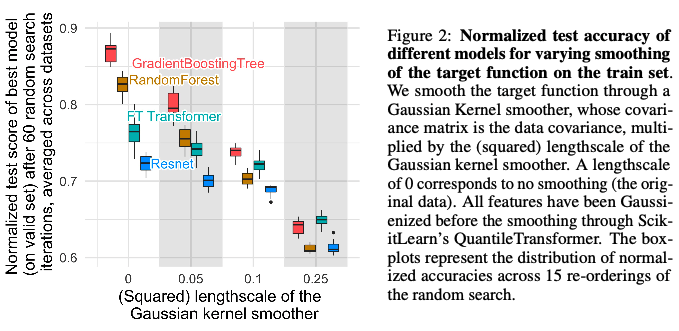 Normalized test score of best model
(on valid set) after 60 random search
iterations, averaged across datasets
0.9
0.8
0.7
0.6
GradientBoostingTree
RandomForest
FT Transformer
Resnet
0
0.05
0.1
0.25
(Squared) lengthscale of the
Gaussian kernel smoother
Figure 2: Normalized test accuracy of
different models for varying smoothing
of the target function on the train set.
We smooth the target function through a
Gaussian Kernel smoother, whose covari-
ance matrix is the data covariance, multi-
plied by the (squared) lengthscale of the
Gaussian kernel smoother. A lengthscale
of 0 corresponds to no smoothing (the orig-
inal data). All features have been Gaussi-
enized before the smoothing through Scik-
itLearn's QuantileTransformer. The box-
plots represent the distribution of normal-
ized accuracies across 15 re-orderings of
the random search.